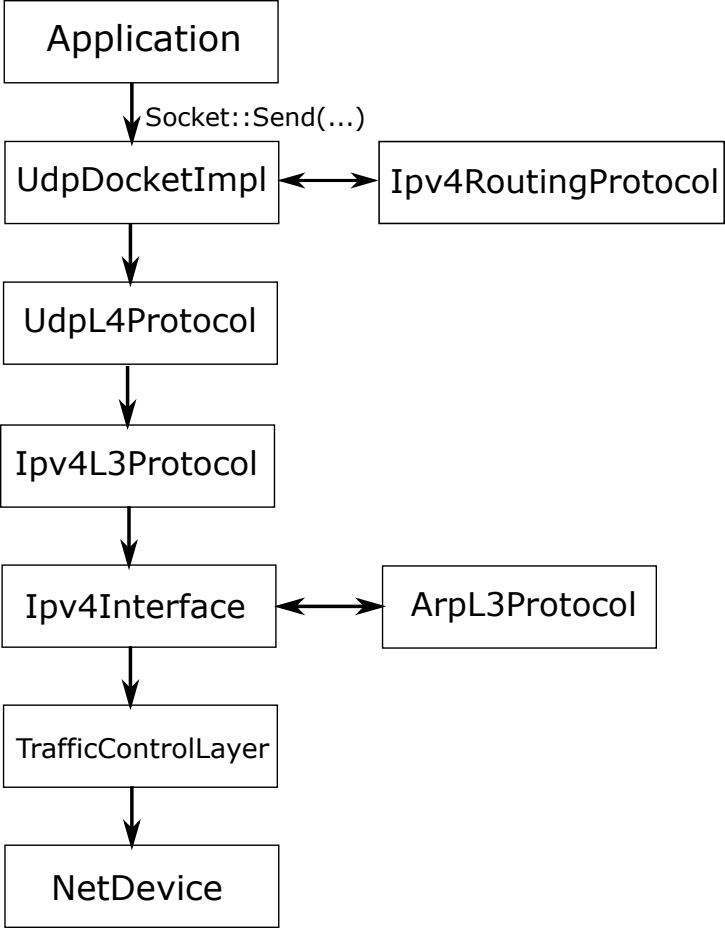 Application
Socket::Send(...)
UdpDocketImpl
Ipv4RoutingProtocol
UdpL4Protocol
Ipv4L3Protocol
Ipv4Interface
ArpL3Protocol
TrafficControlLayer
NetDevice